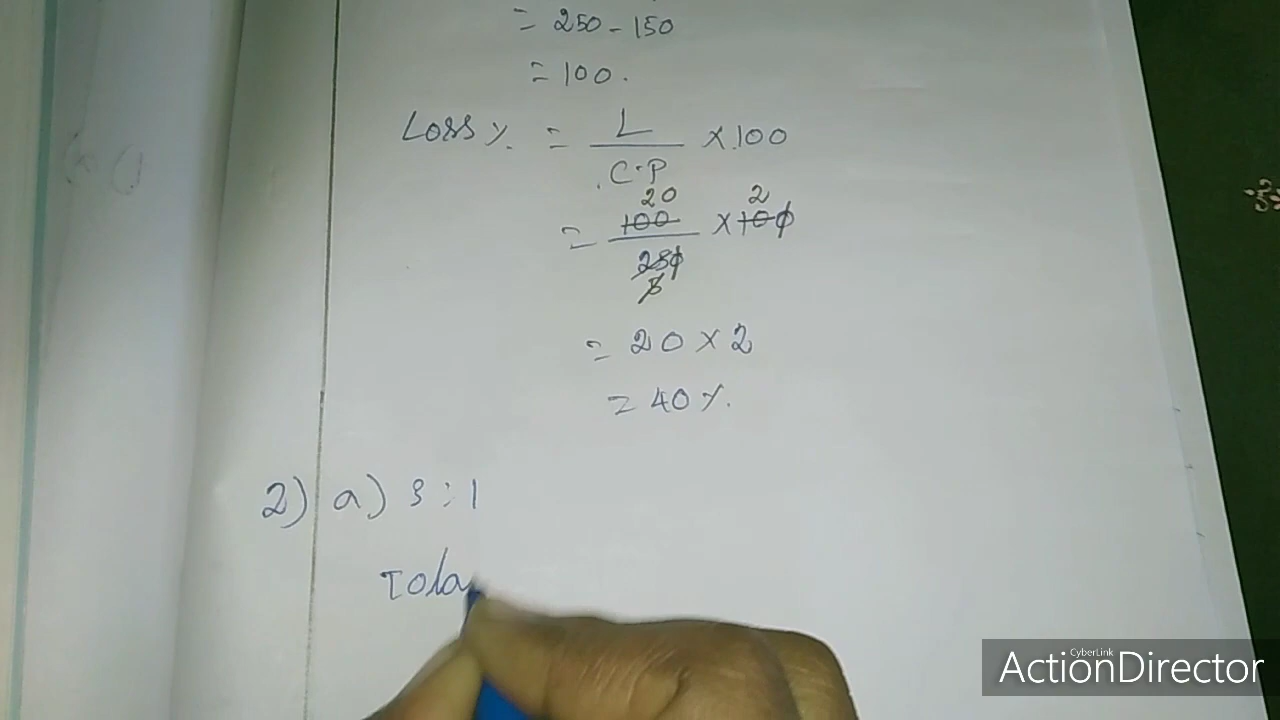 = 250 - 150
= 100.
Loss % = L / C.P × 100
= 100 / 250 × 100
20
2
5
= 20 × 2
= 40 %.
2) a) 3 : 1
Tota
CyberLink
ActionDirector